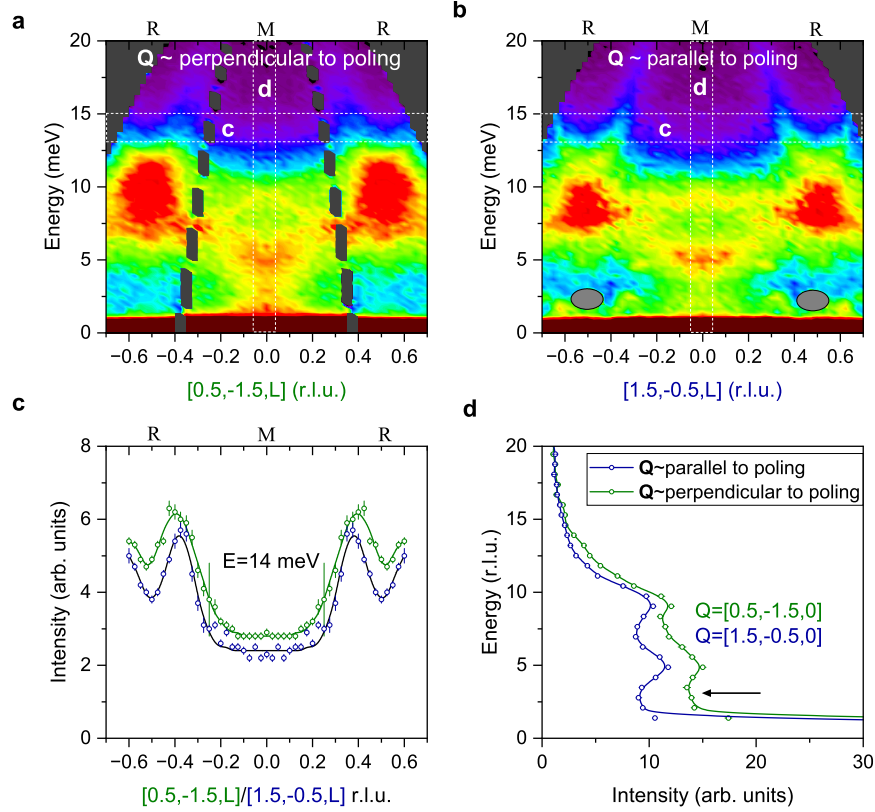 a
R M R
Q ~ perpendicular to poling
d
c
20
15
10
5
0
Energy (meV)
−0.6 −0.4 −0.2 0.0 0.2 0.4 0.6
[0.5,-1.5,L] (r.l.u.)
b
R M R
Q ~ parallel to poling
d
c
20
15
10
5
0
Energy (meV)
−0.6 −0.4 −0.2 0.0 0.2 0.4 0.6
[1.5,-0.5,L] (r.l.u.)
c
R M R
8
6
4
2
0
Intensity (arb. units)
E=14 meV
−0.6 −0.4 −0.2 0.0 0.2 0.4 0.6
[0.5,-1.5,L]/[1.5,-0.5,L] r.l.u.
d
20
15
10
5
0
Energy (r.l.u.)
Q~parallel to poling
Q~perpendicular to poling
Q=[0.5,-1.5,0]
Q=[1.5,-0.5,0]
0 10 20 30
Intensity (arb. units)